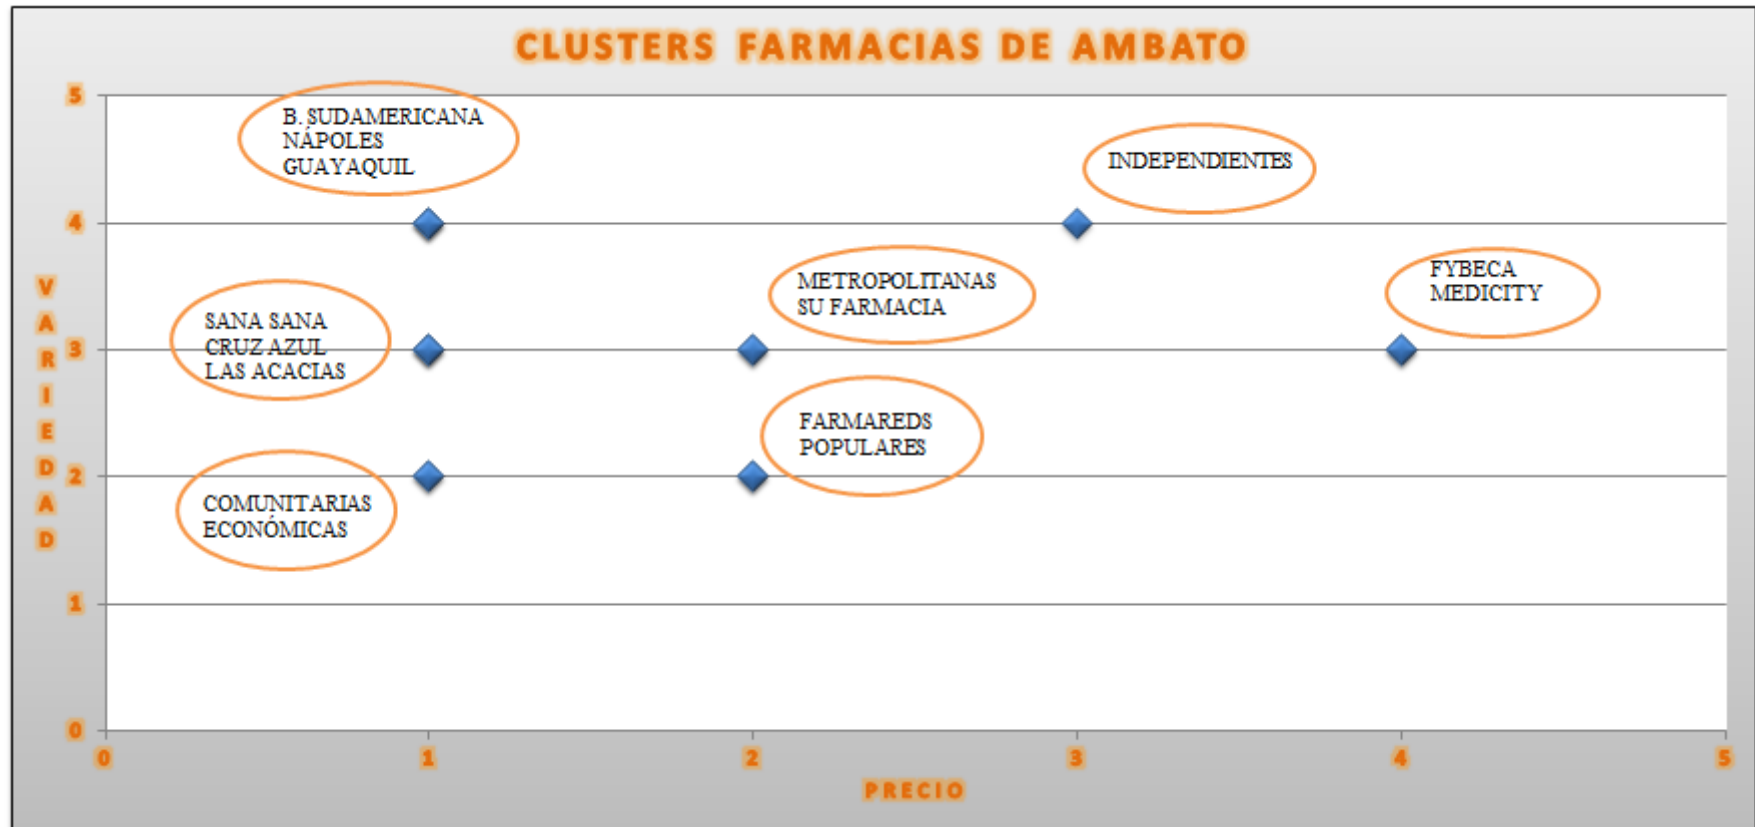 CLUSTERS FARMACIAS DE AMBATO
5
B. SUDAMERICANA
NÁPOLES
GUAYAQUIL
INDEPENDIENTES
4
METROPOLITANAS
SU FARMACIA
FYBECA
MEDICITY
VARIEDAD
SANA SANA
CRUZ AZUL
LAS ACACIAS
3
FARMAREDS
POPULARES
2
COMUNITARIAS
ECONÓMICAS
1
0
0 1 2 3 4 5
PRECIO